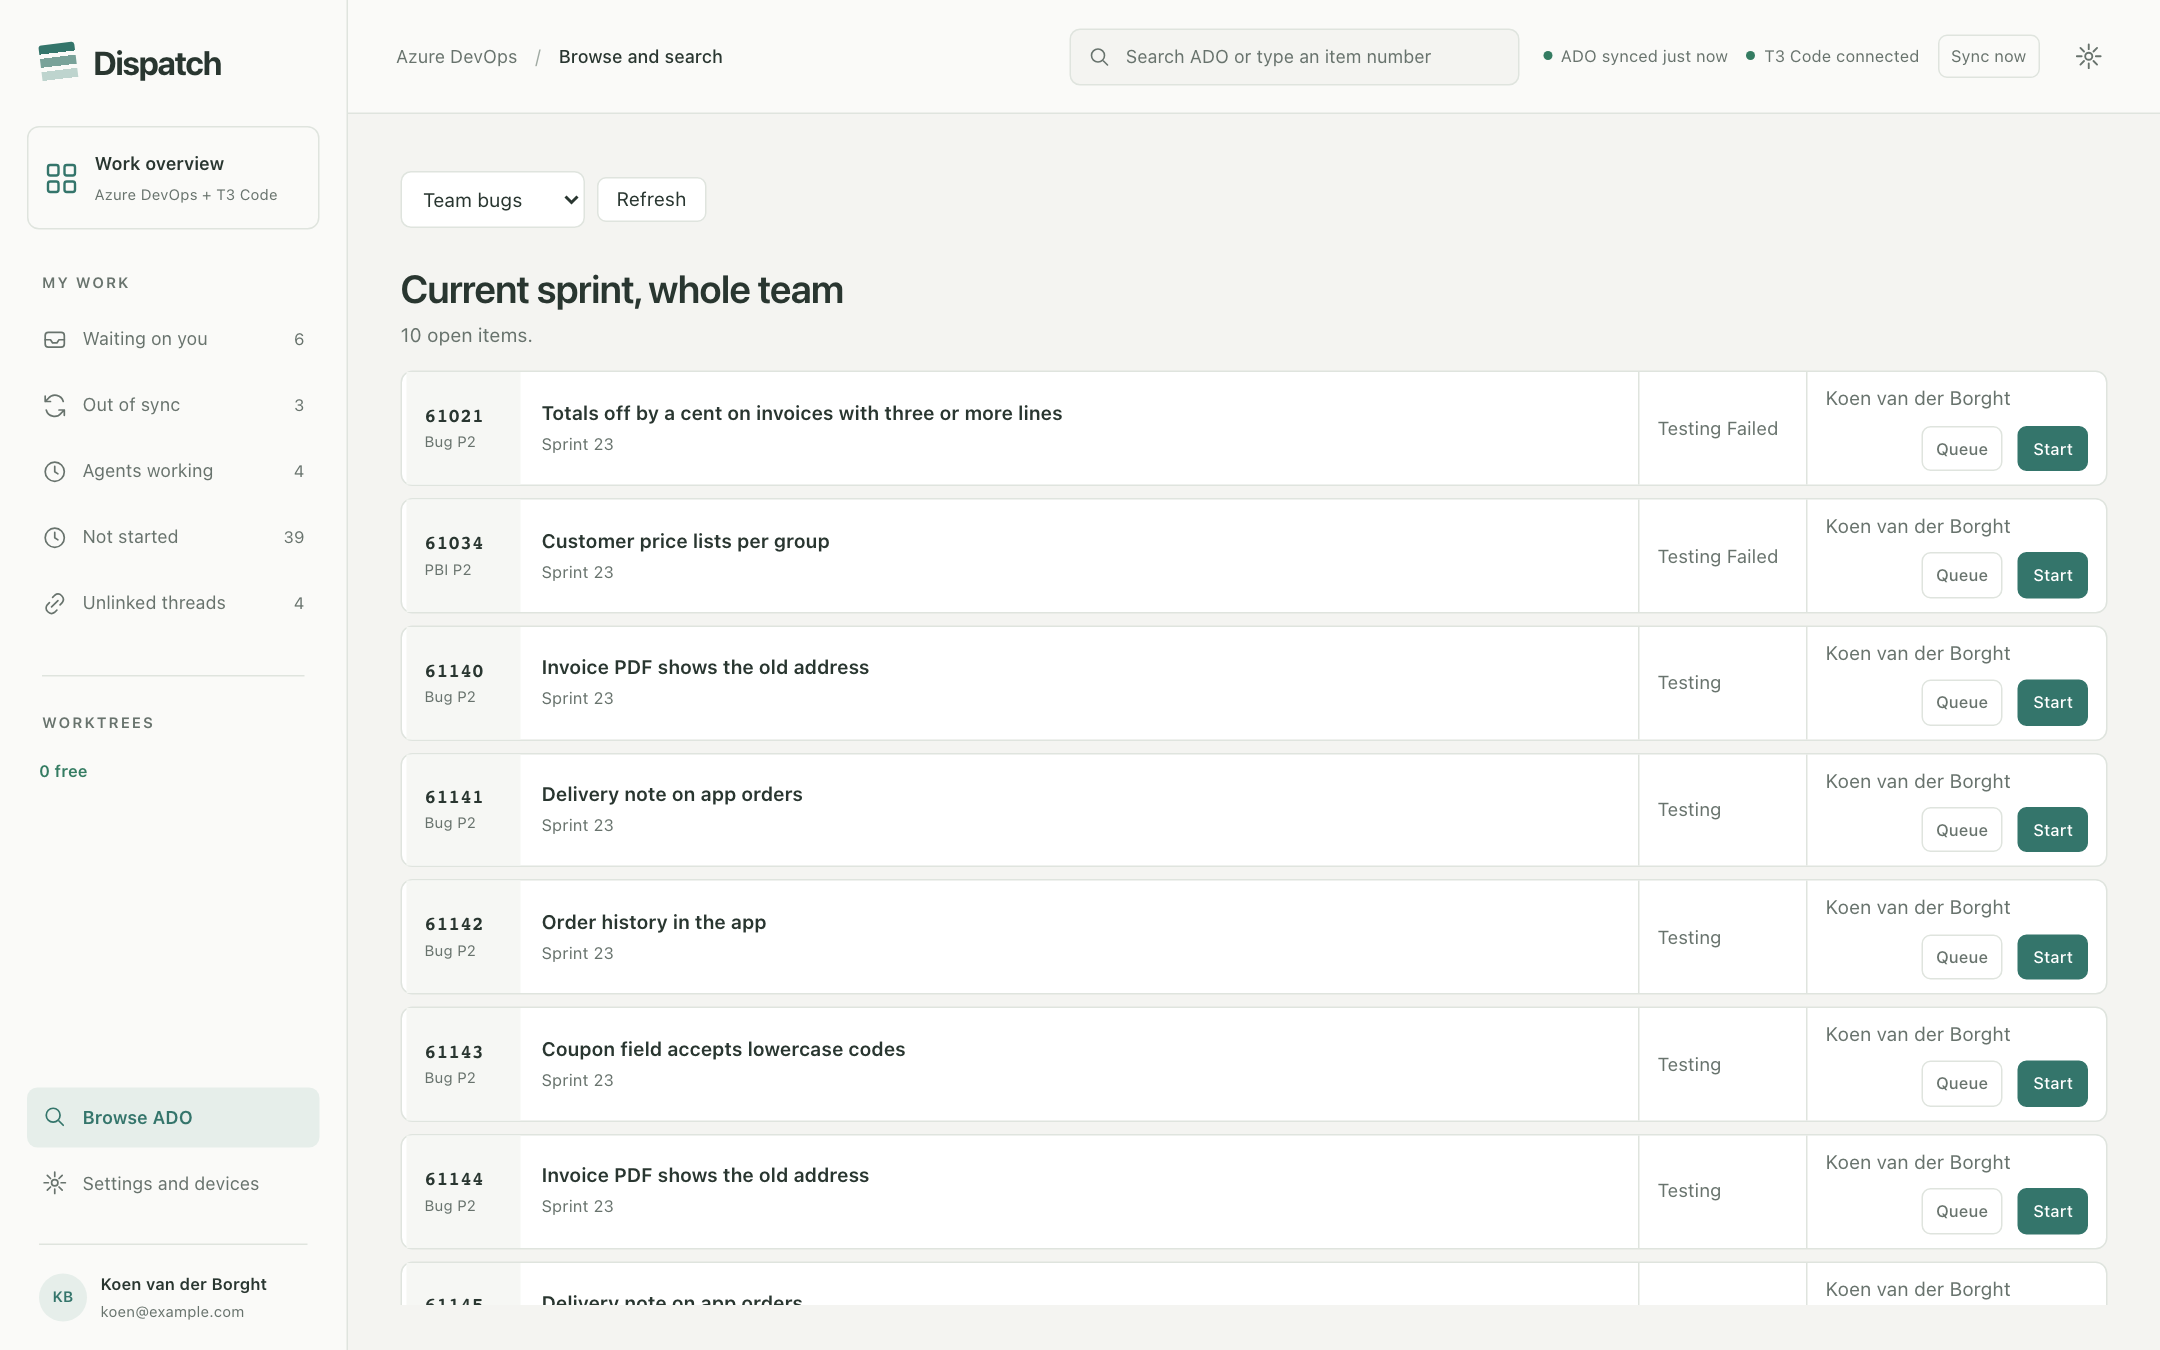 Dispatch
Work overview
Azure DevOps + T3 Code
MY WORK
Waiting on you 6
Out of sync 3
Agents working 4
Not started 39
Unlinked threads 4
WORKTREES
0 free
Browse ADO
Settings and devices
KB
Koen van der Borght
koen@example.com
Azure DevOps / Browse and search
Search ADO or type an item number
ADO synced just now
T3 Code connected
Sync now
Team bugs
Refresh
Current sprint, whole team
10 open items.
61021
Bug P2
Totals off by a cent on invoices with three or more lines
Sprint 23
Testing Failed
Koen van der Borght
Queue Start
61034
PBI P2
Customer price lists per group
Sprint 23
Testing Failed
Koen van der Borght
Queue Start
61140
Bug P2
Invoice PDF shows the old address
Sprint 23
Testing
Koen van der Borght
Queue Start
61141
Bug P2
Delivery note on app orders
Sprint 23
Testing
Koen van der Borght
Queue Start
61142
Bug P2
Order history in the app
Sprint 23
Testing
Koen van der Borght
Queue Start
61143
Bug P2
Coupon field accepts lowercase codes
Sprint 23
Testing
Koen van der Borght
Queue Start
61144
Bug P2
Invoice PDF shows the old address
Sprint 23
Testing
Koen van der Borght
Queue Start
61145
Delivery note on app orders
Koen van der Borght